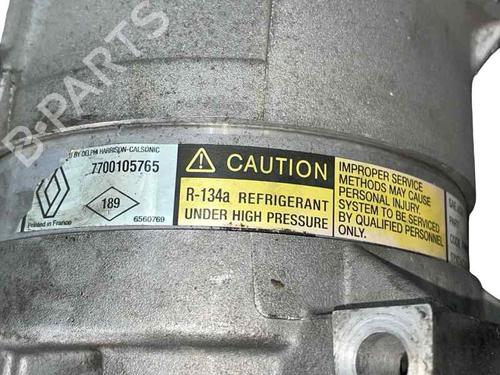 B-PARTS
BY DELPHI HARRISON-CALSONIC
7700105765
189
Printed in France
6560769
CAUTION
R-134a REFRIGERANT
UNDER HIGH PRESSURE
IMPROPER SERVICE
METHODS MAY CAUSE
PERSONAL INJURY
SYSTEM TO BE SERVICED
BY QUALIFIED PERSONNEL
ONLY.